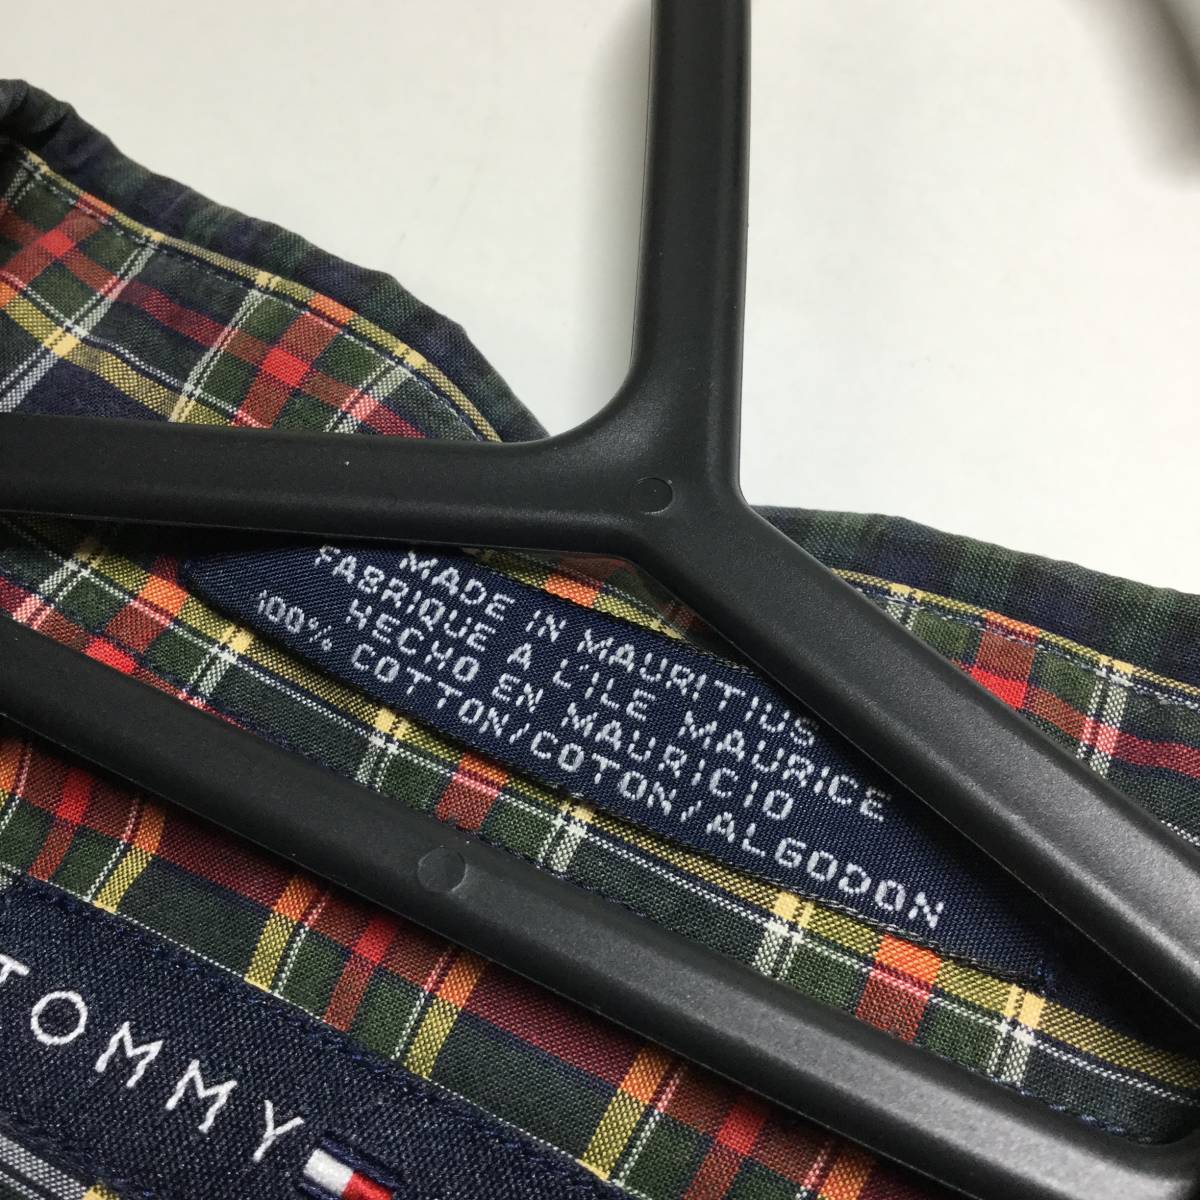 MADE IN MAURITIUS
FABRIQUE A L'ILE MAURICE
HECHO EN MAURICIO
100% COTTON/COTON/ALGODON
TOMMY